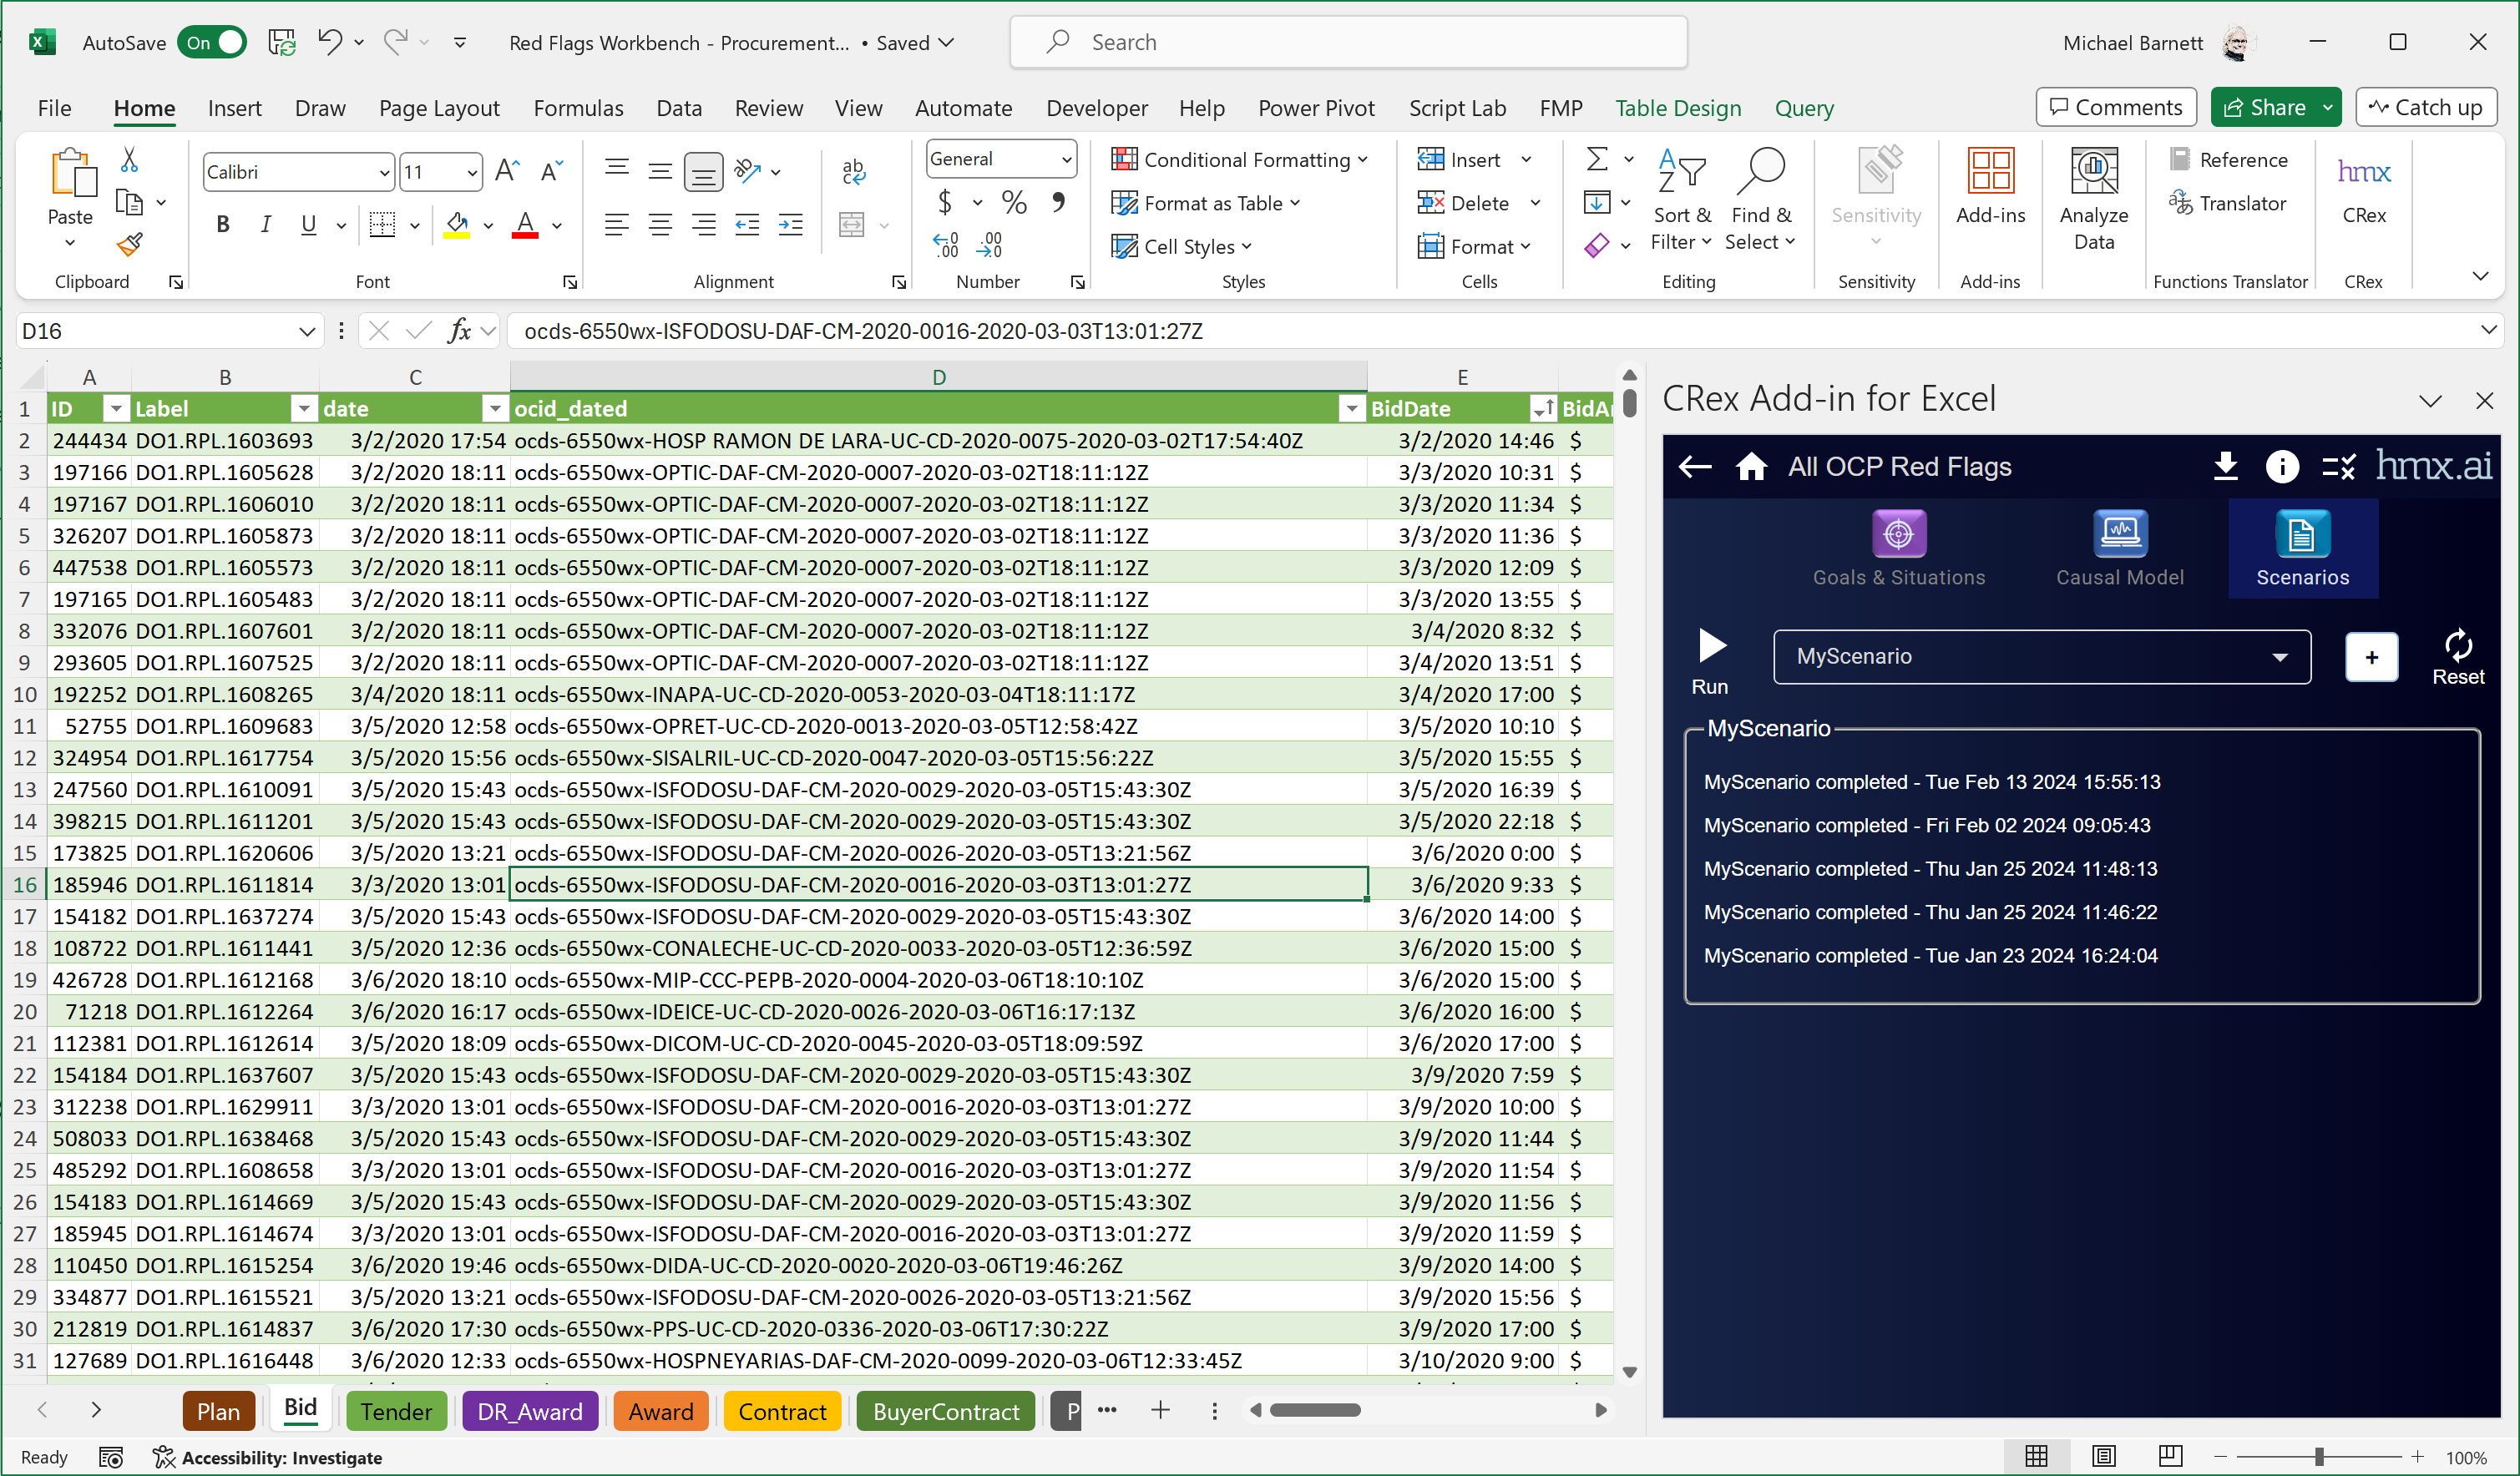 AutoSave On Red Flags Workbench - Procurement... • Saved Search Michael Barnett
File Home Insert Draw Page Layout Formulas Data Review View Automate Developer Help Power Pivot Script Lab FMP Table Design Query Comments Share Catch up
Paste
Clipboard
Calibri 11
B I U A
Font
ab
Alignment
General
$ % 9
Number
Conditional Formatting
Format as Table
Cell Styles
Styles
Insert
Delete
Format
Cells
Sort & Filter
Find & Select
Editing
Sensitivity
Sensitivity
Add-ins
Add-ins
Analyze Data
Reference
Translator
Functions Translator
hmx
CRex
CRex
D16 fx ocds-6550wx-ISFODOSU-DAF-CM-2020-0016-2020-03-03T13:01:27Z
A B C D E
1 ID Label date ocid_dated BidDate
2 244434 DO1.RPL.1603693 3/2/2020 17:54 ocds-6550wx-HOSP RAMON DE LARA-UC-CD-2020-0075-2020-03-02T17:54:40Z 3/2/2020 14:46 $
3 197166 DO1.RPL.1605628 3/2/2020 18:11 ocds-6550wx-OPTIC-DAF-CM-2020-0007-2020-03-02T18:11:12Z 3/3/2020 10:31 $
4 197167 DO1.RPL.1606010 3/2/2020 18:11 ocds-6550wx-OPTIC-DAF-CM-2020-0007-2020-03-02T18:11:12Z 3/3/2020 11:34 $
5 326207 DO1.RPL.1605873 3/2/2020 18:11 ocds-6550wx-OPTIC-DAF-CM-2020-0007-2020-03-02T18:11:12Z 3/3/2020 11:36 $
6 447538 DO1.RPL.1605573 3/2/2020 18:11 ocds-6550wx-OPTIC-DAF-CM-2020-0007-2020-03-02T18:11:12Z 3/3/2020 12:09 $
7 197165 DO1.RPL.1605483 3/2/2020 18:11 ocds-6550wx-OPTIC-DAF-CM-2020-0007-2020-03-02T18:11:12Z 3/3/2020 13:55 $
8 332076 DO1.RPL.1607601 3/2/2020 18:11 ocds-6550wx-OPTIC-DAF-CM-2020-0007-2020-03-02T18:11:12Z 3/4/2020 8:32 $
9 293605 DO1.RPL.1607525 3/2/2020 18:11 ocds-6550wx-OPTIC-DAF-CM-2020-0007-2020-03-02T18:11:12Z 3/4/2020 13:51 $
10 192252 DO1.RPL.1608265 3/4/2020 18:11 ocds-6550wx-INAPA-UC-CD-2020-0053-2020-03-04T18:11:17Z 3/4/2020 17:00 $
11 52755 DO1.RPL.1609683 3/5/2020 12:58 ocds-6550wx-OPRET-UC-CD-2020-0013-2020-03-05T12:58:42Z 3/5/2020 10:10 $
12 324954 DO1.RPL.1617754 3/5/2020 15:56 ocds-6550wx-SISALRIL-UC-CD-2020-0047-2020-03-05T15:56:22Z 3/5/2020 15:55 $
13 247560 DO1.RPL.1610091 3/5/2020 15:43 ocds-6550wx-ISFODOSU-DAF-CM-2020-0029-2020-03-05T15:43:30Z 3/5/2020 16:39 $
14 398215 DO1.RPL.1611201 3/5/2020 15:43 ocds-6550wx-ISFODOSU-DAF-CM-2020-0029-2020-03-05T15:43:30Z 3/5/2020 22:18 $
15 173825 DO1.RPL.1620606 3/5/2020 13:21 ocds-6550wx-ISFODOSU-DAF-CM-2020-0026-2020-03-05T13:21:56Z 3/6/2020 0:00 $
16 185946 DO1.RPL.1611814 3/3/2020 13:01 ocds-6550wx-ISFODOSU-DAF-CM-2020-0016-2020-03-03T13:01:27Z 3/6/2020 9:33 $
17 154182 DO1.RPL.1637274 3/5/2020 15:43 ocds-6550wx-ISFODOSU-DAF-CM-2020-0029-2020-03-05T15:43:30Z 3/6/2020 14:00 $
18 108722 DO1.RPL.1611441 3/5/2020 12:36 ocds-6550wx-CONALECHE-UC-CD-2020-0033-2020-03-05T12:36:59Z 3/6/2020 15:00 $
19 426728 DO1.RPL.1612168 3/6/2020 18:10 ocds-6550wx-MIP-CCC-PEPB-2020-0004-2020-03-06T18:10:10Z 3/6/2020 15:00 $
20 71218 DO1.RPL.1612264 3/6/2020 16:17 ocds-6550wx-IDEICE-UC-CD-2020-0026-2020-03-06T16:17:13Z 3/6/2020 16:00 $
21 112381 DO1.RPL.1612614 3/5/2020 18:09 ocds-6550wx-DICOM-UC-CD-2020-0045-2020-03-05T18:09:59Z 3/6/2020 17:00 $
22 154184 DO1.RPL.1637607 3/5/2020 15:43 ocds-6550wx-ISFODOSU-DAF-CM-2020-0029-2020-03-05T15:43:30Z 3/9/2020 7:59 $
23 312238 DO1.RPL.1629911 3/3/2020 13:01 ocds-6550wx-ISFODOSU-DAF-CM-2020-0016-2020-03-03T13:01:27Z 3/9/2020 10:00 $
24 508033 DO1.RPL.1638468 3/5/2020 15:43 ocds-6550wx-ISFODOSU-DAF-CM-2020-0029-2020-03-05T15:43:30Z 3/9/2020 11:44 $
25 485292 DO1.RPL.1608658 3/3/2020 13:01 ocds-6550wx-ISFODOSU-DAF-CM-2020-0016-2020-03-03T13:01:27Z 3/9/2020 11:54 $
26 154183 DO1.RPL.1614669 3/5/2020 15:43 ocds-6550wx-ISFODOSU-DAF-CM-2020-0029-2020-03-05T15:43:30Z 3/9/2020 11:56 $
27 185945 DO1.RPL.1614674 3/3/2020 13:01 ocds-6550wx-ISFODOSU-DAF-CM-2020-0016-2020-03-03T13:01:27Z 3/9/2020 11:59 $
28 110450 DO1.RPL.1615254 3/6/2020 19:46 ocds-6550wx-DIDA-UC-CD-2020-0020-2020-03-06T19:46:26Z 3/9/2020 14:00 $
29 334877 DO1.RPL.1615521 3/5/2020 13:21 ocds-6550wx-ISFODOSU-DAF-CM-2020-0026-2020-03-05T13:21:56Z 3/9/2020 15:56 $
30 212819 DO1.RPL.1614837 3/6/2020 17:30 ocds-6550wx-PPS-UC-CD-2020-0336-2020-03-06T17:30:22Z 3/9/2020 17:00 $
31 127689 DO1.RPL.1616448 3/6/2020 12:33 ocds-6550wx-HOSPNEYARIAS-DAF-CM-2020-0099-2020-03-06T12:33:45Z 3/10/2020 9:00 $
CRex Add-in for Excel
All OCP Red Flags hmx.ai
Goals & Situations Causal Model Scenarios
Run MyScenario + Reset
MyScenario
MyScenario completed - Tue Feb 13 2024 15:55:13
MyScenario completed - Fri Feb 02 2024 09:05:43
MyScenario completed - Thu Jan 25 2024 11:48:13
MyScenario completed - Thu Jan 25 2024 11:46:22
MyScenario completed - Tue Jan 23 2024 16:24:04
Plan Bid Tender DR_Award Award Contract BuyerContract P ...
Ready Accessibility: Investigate 100%